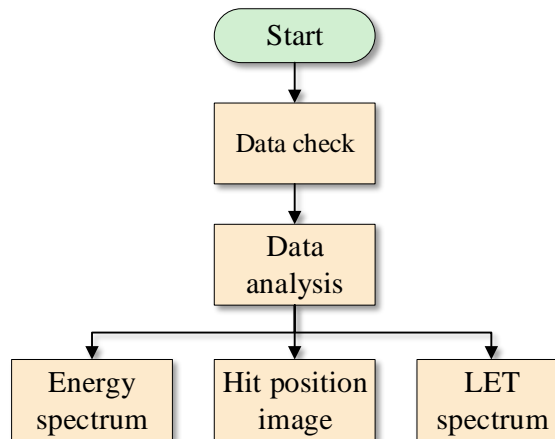 Start
Data check
Data
analysis
Energy
spectrum
Hit position
image
LET
spectrum